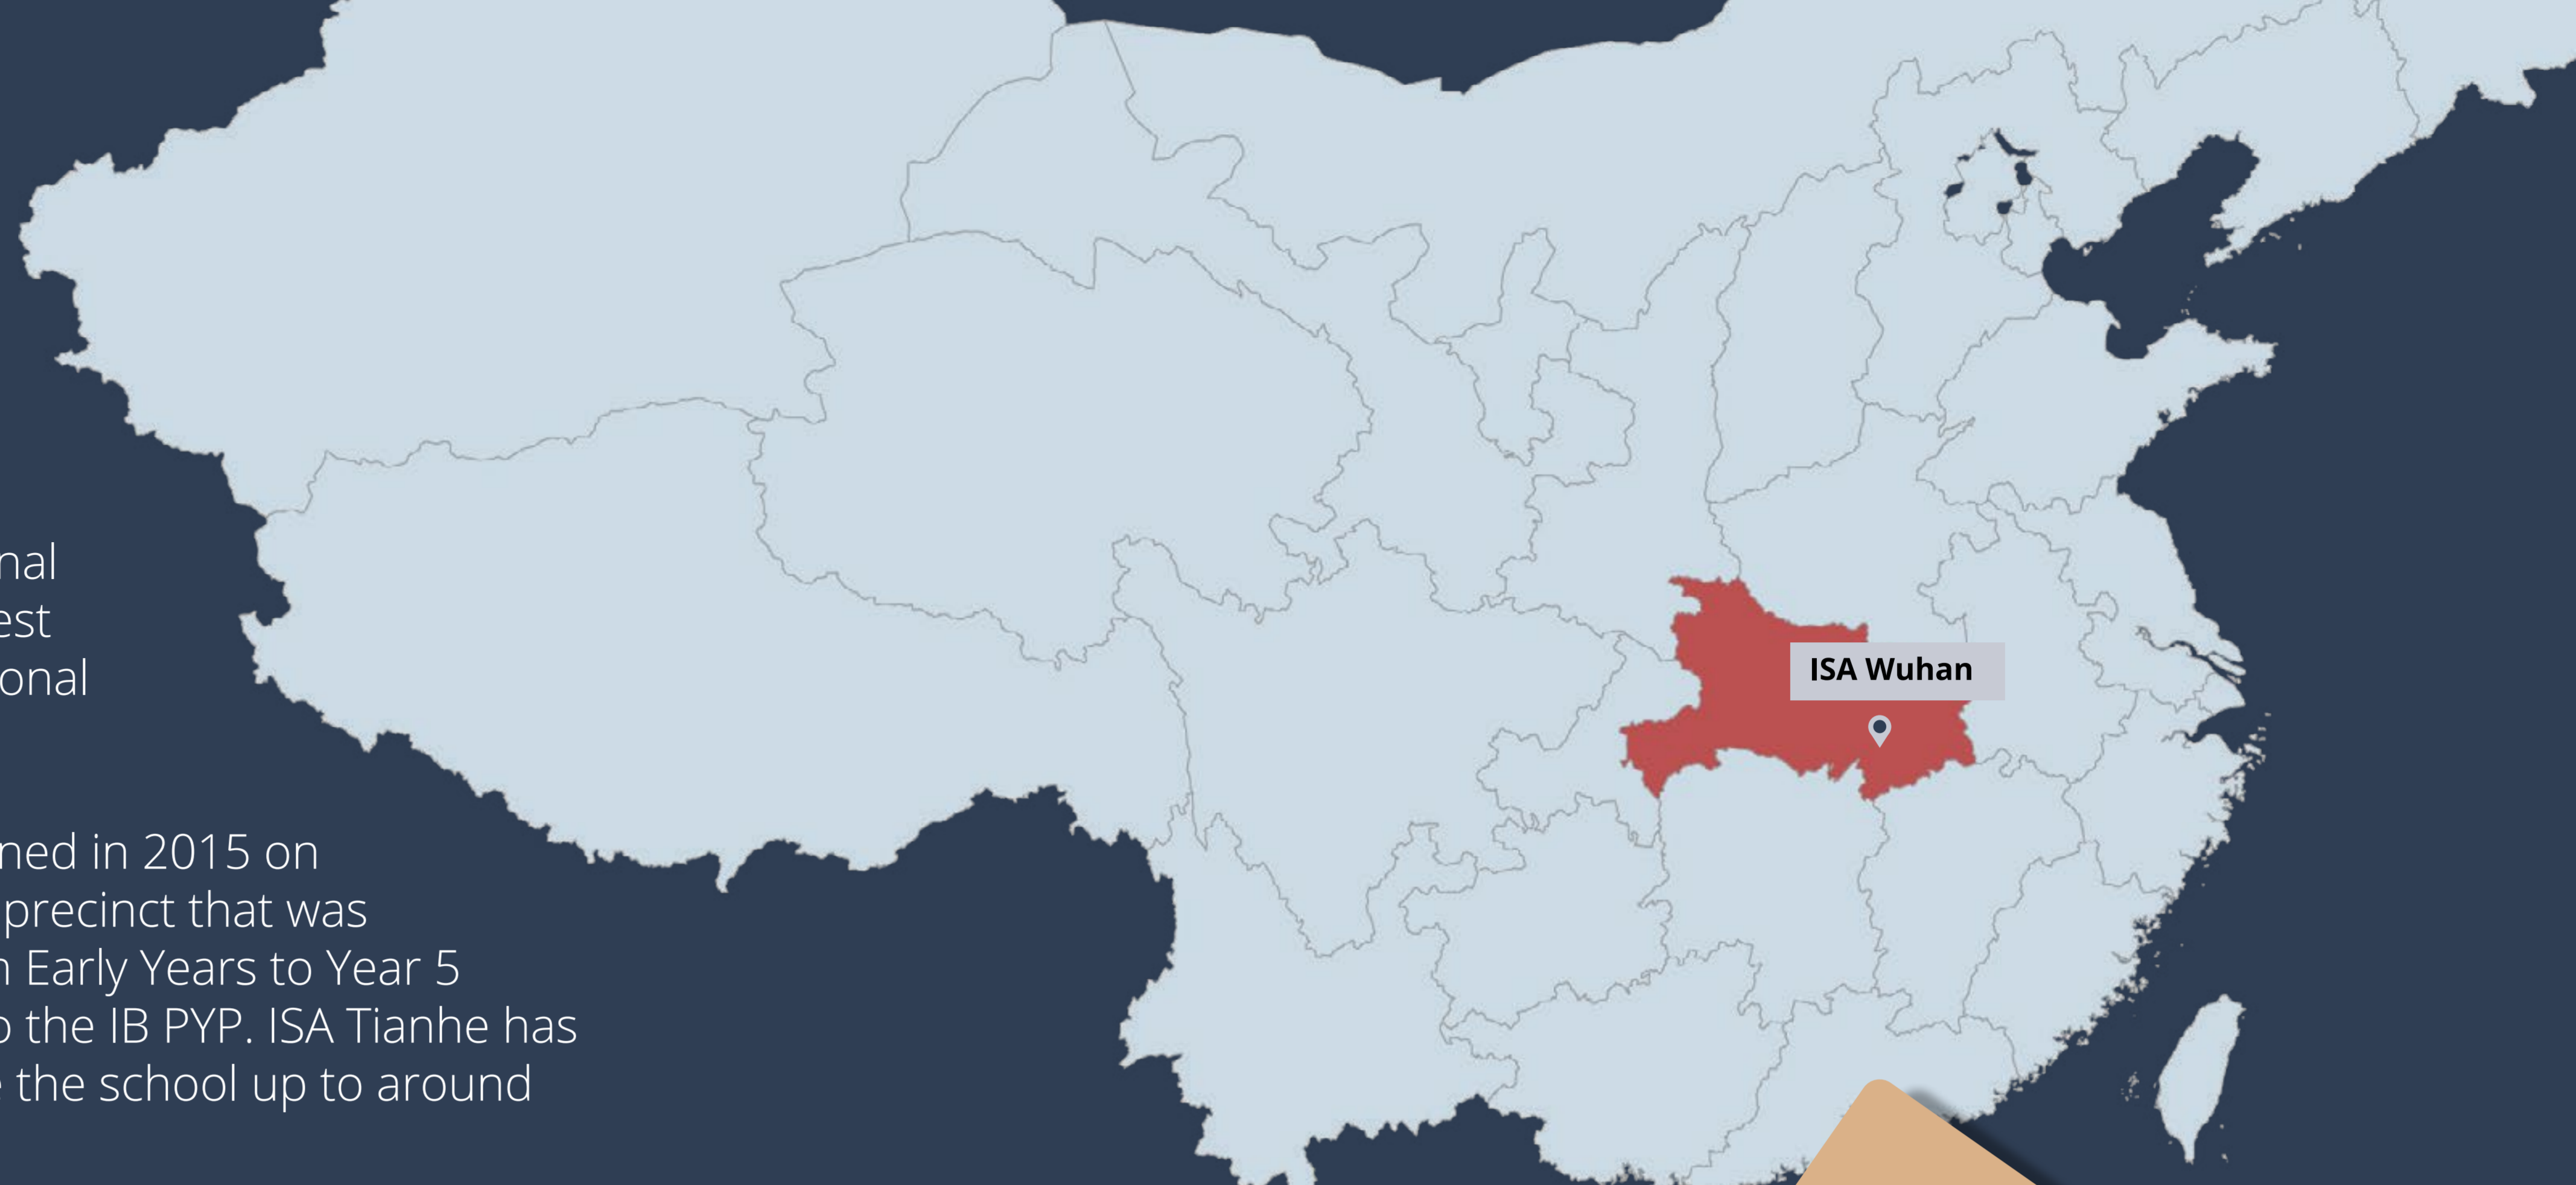 nal
est
onal
ISA Wuhan
ned in 2015 on
precinct that was
Early Years to Year 5
the IB PYP. ISA Tianhe has
the school up to around